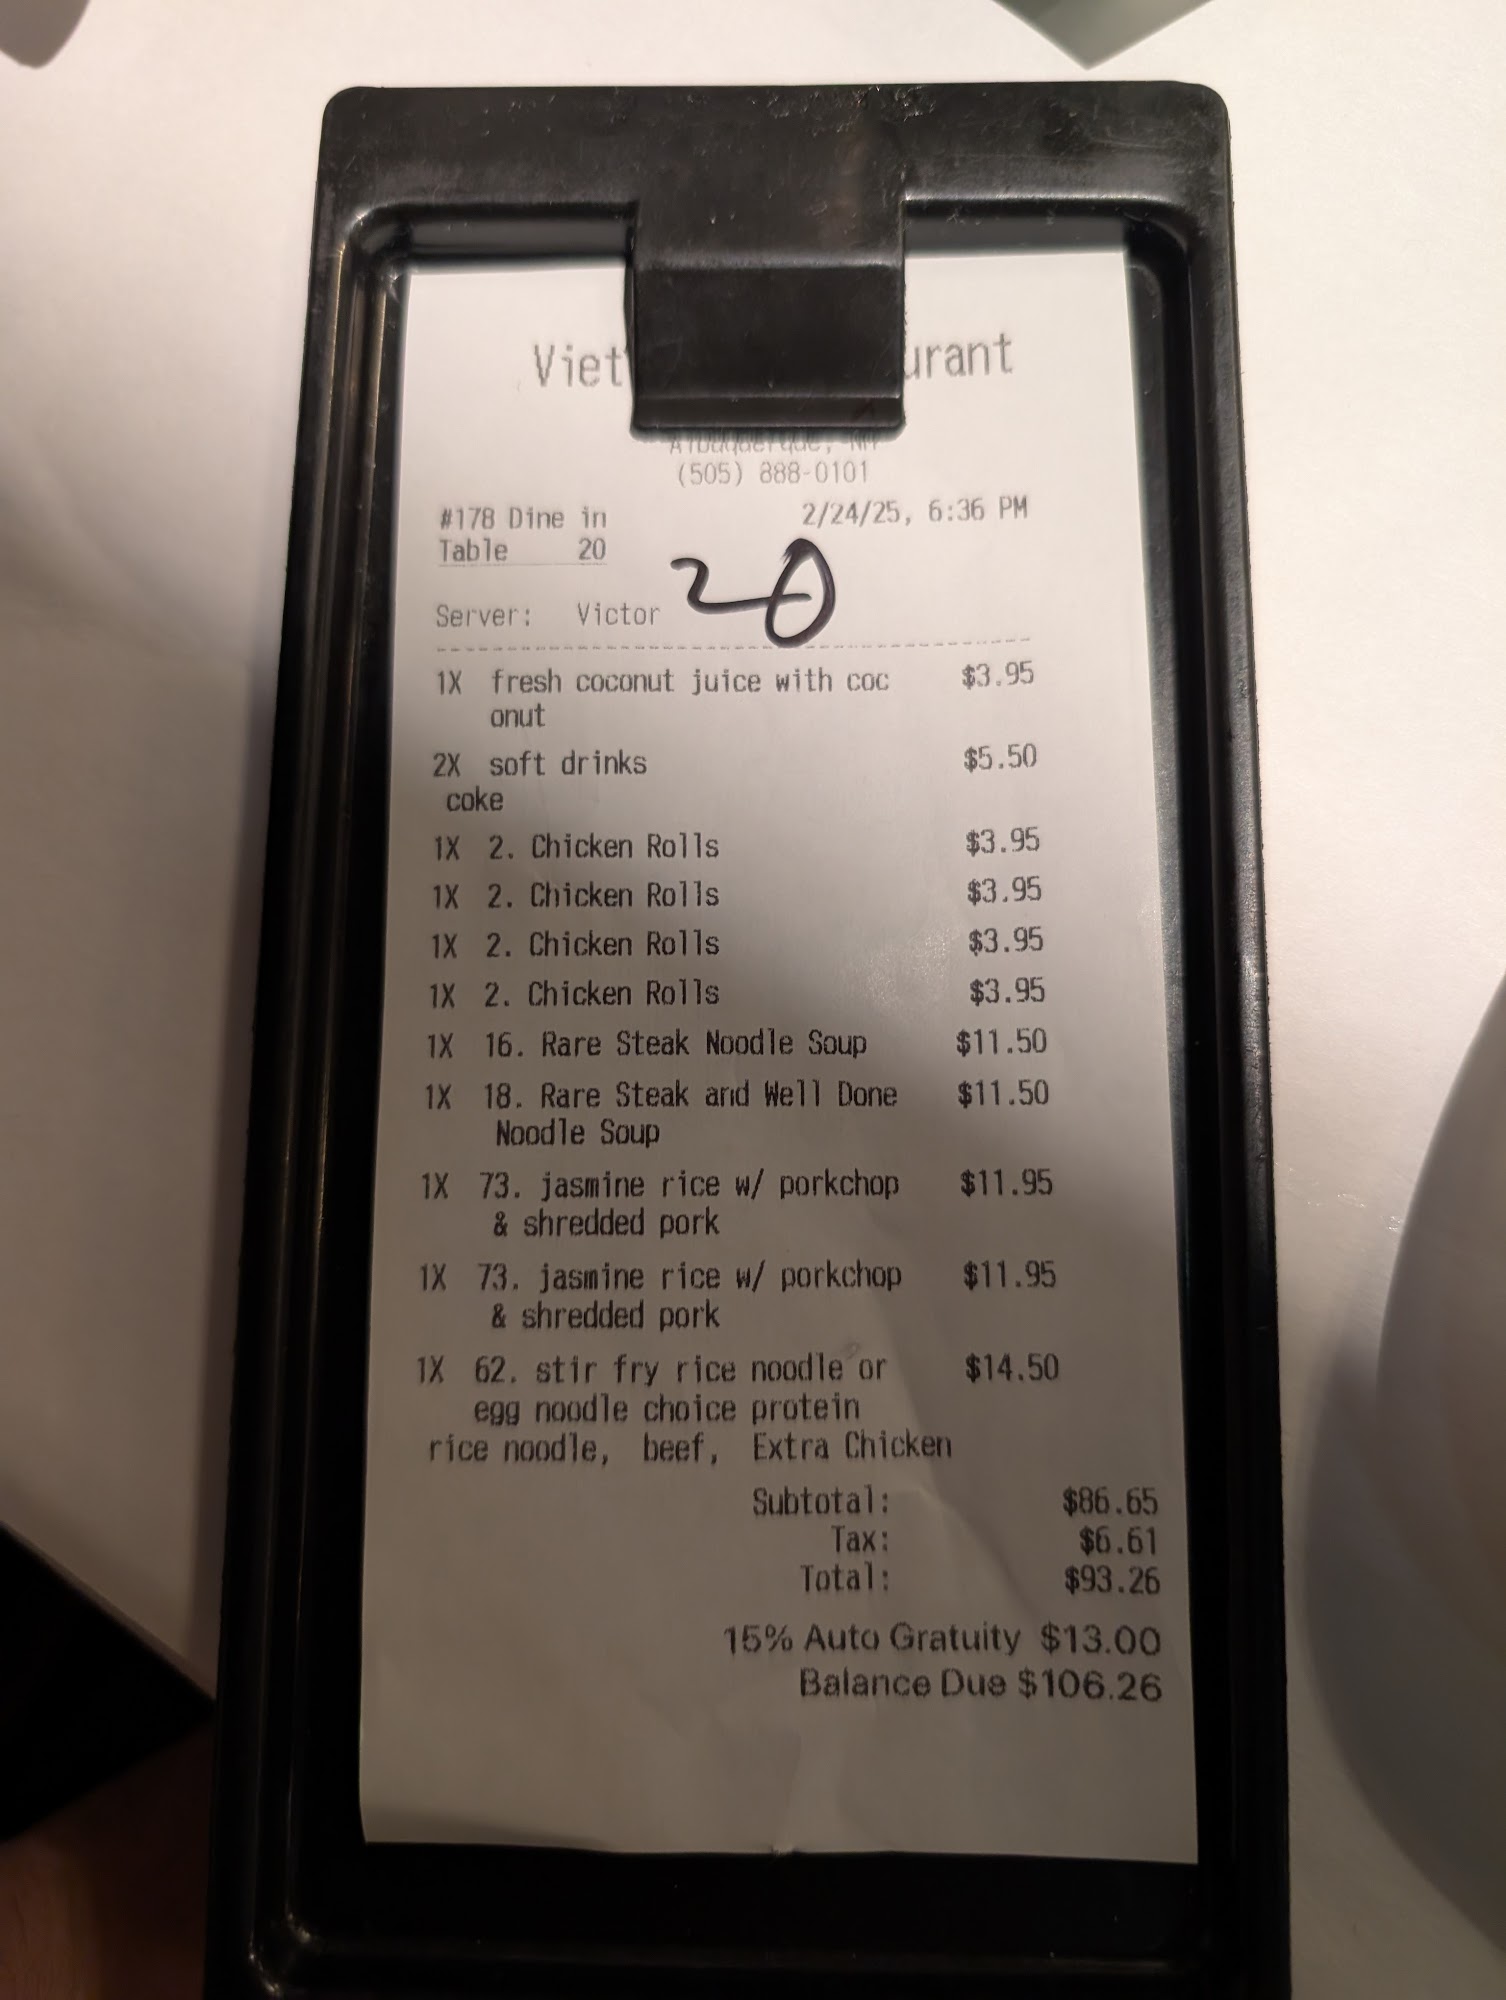 Viet urant
Albuquerque, NM
(505) 888-0101
#178 Dine in 2/24/25, 6:36 PM
Table 20
20
Server: Victor
1X fresh coconut juice with coc $3.95
onut
2X soft drinks $5.50
coke
1X 2. Chicken Rolls $3.95
1X 2. Chicken Rolls $3.95
1X 2. Chicken Rolls $3.95
1X 2. Chicken Rolls $3.95
1X 16. Rare Steak Noodle Soup $11.50
1X 18. Rare Steak and Well Done $11.50
Noodle Soup
1X 73. jasmine rice w/ porkchop $11.95
& shredded pork
1X 73. jasmine rice w/ porkchop $11.95
& shredded pork
1X 62. stir fry rice noodle or $14.50
egg noodle choice protein
rice noodle, beef, Extra Chicken
Subtotal: $86.65
Tax: $6.61
Total: $93.26
15% Auto Gratuity $13.00
Balance Due $106.26